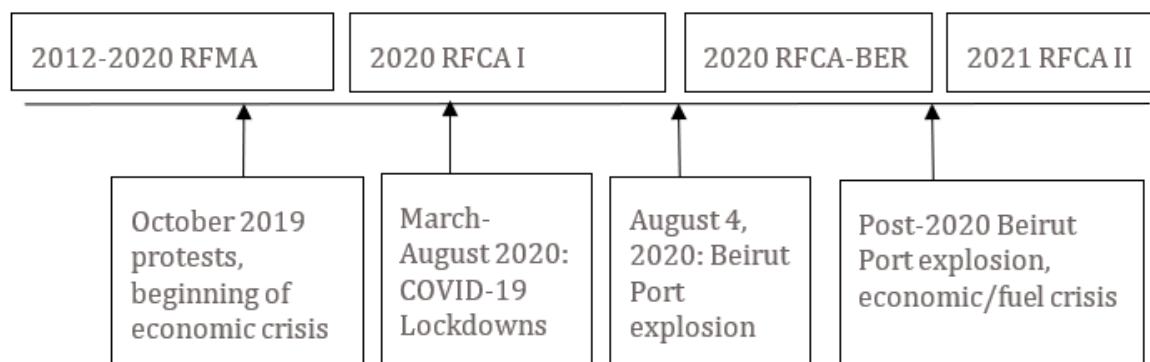 2012-2020 RFMA
2020 RFCA I
2020 RFCA-BER
2021 RFCA II
October 2019
protests,
beginning of
economic crisis
March-
August 2020:
COVID-19
Lockdowns
August 4,
2020: Beirut
Port
explosion
Post-2020 Beirut
Port explosion,
economic/fuel crisis